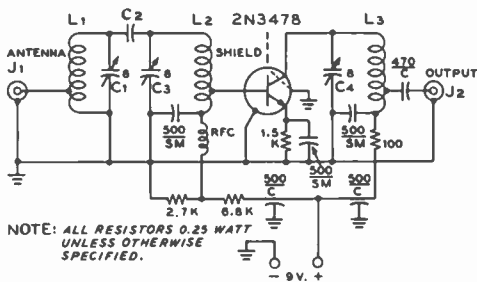 L1
C2
L2
2N3478
L3
ANTENNA
J1
8
C1
8
C3
SHIELD
8
C4
470
C
OUTPUT
J2
500
SM
RFC
1.5
K
500
SM
500
SM
100
2.7K
6.8K
500
C
500
C
NOTE: ALL RESISTORS 0.25 WATT
UNLESS OTHERWISE
SPECIFIED.
- 9V. +